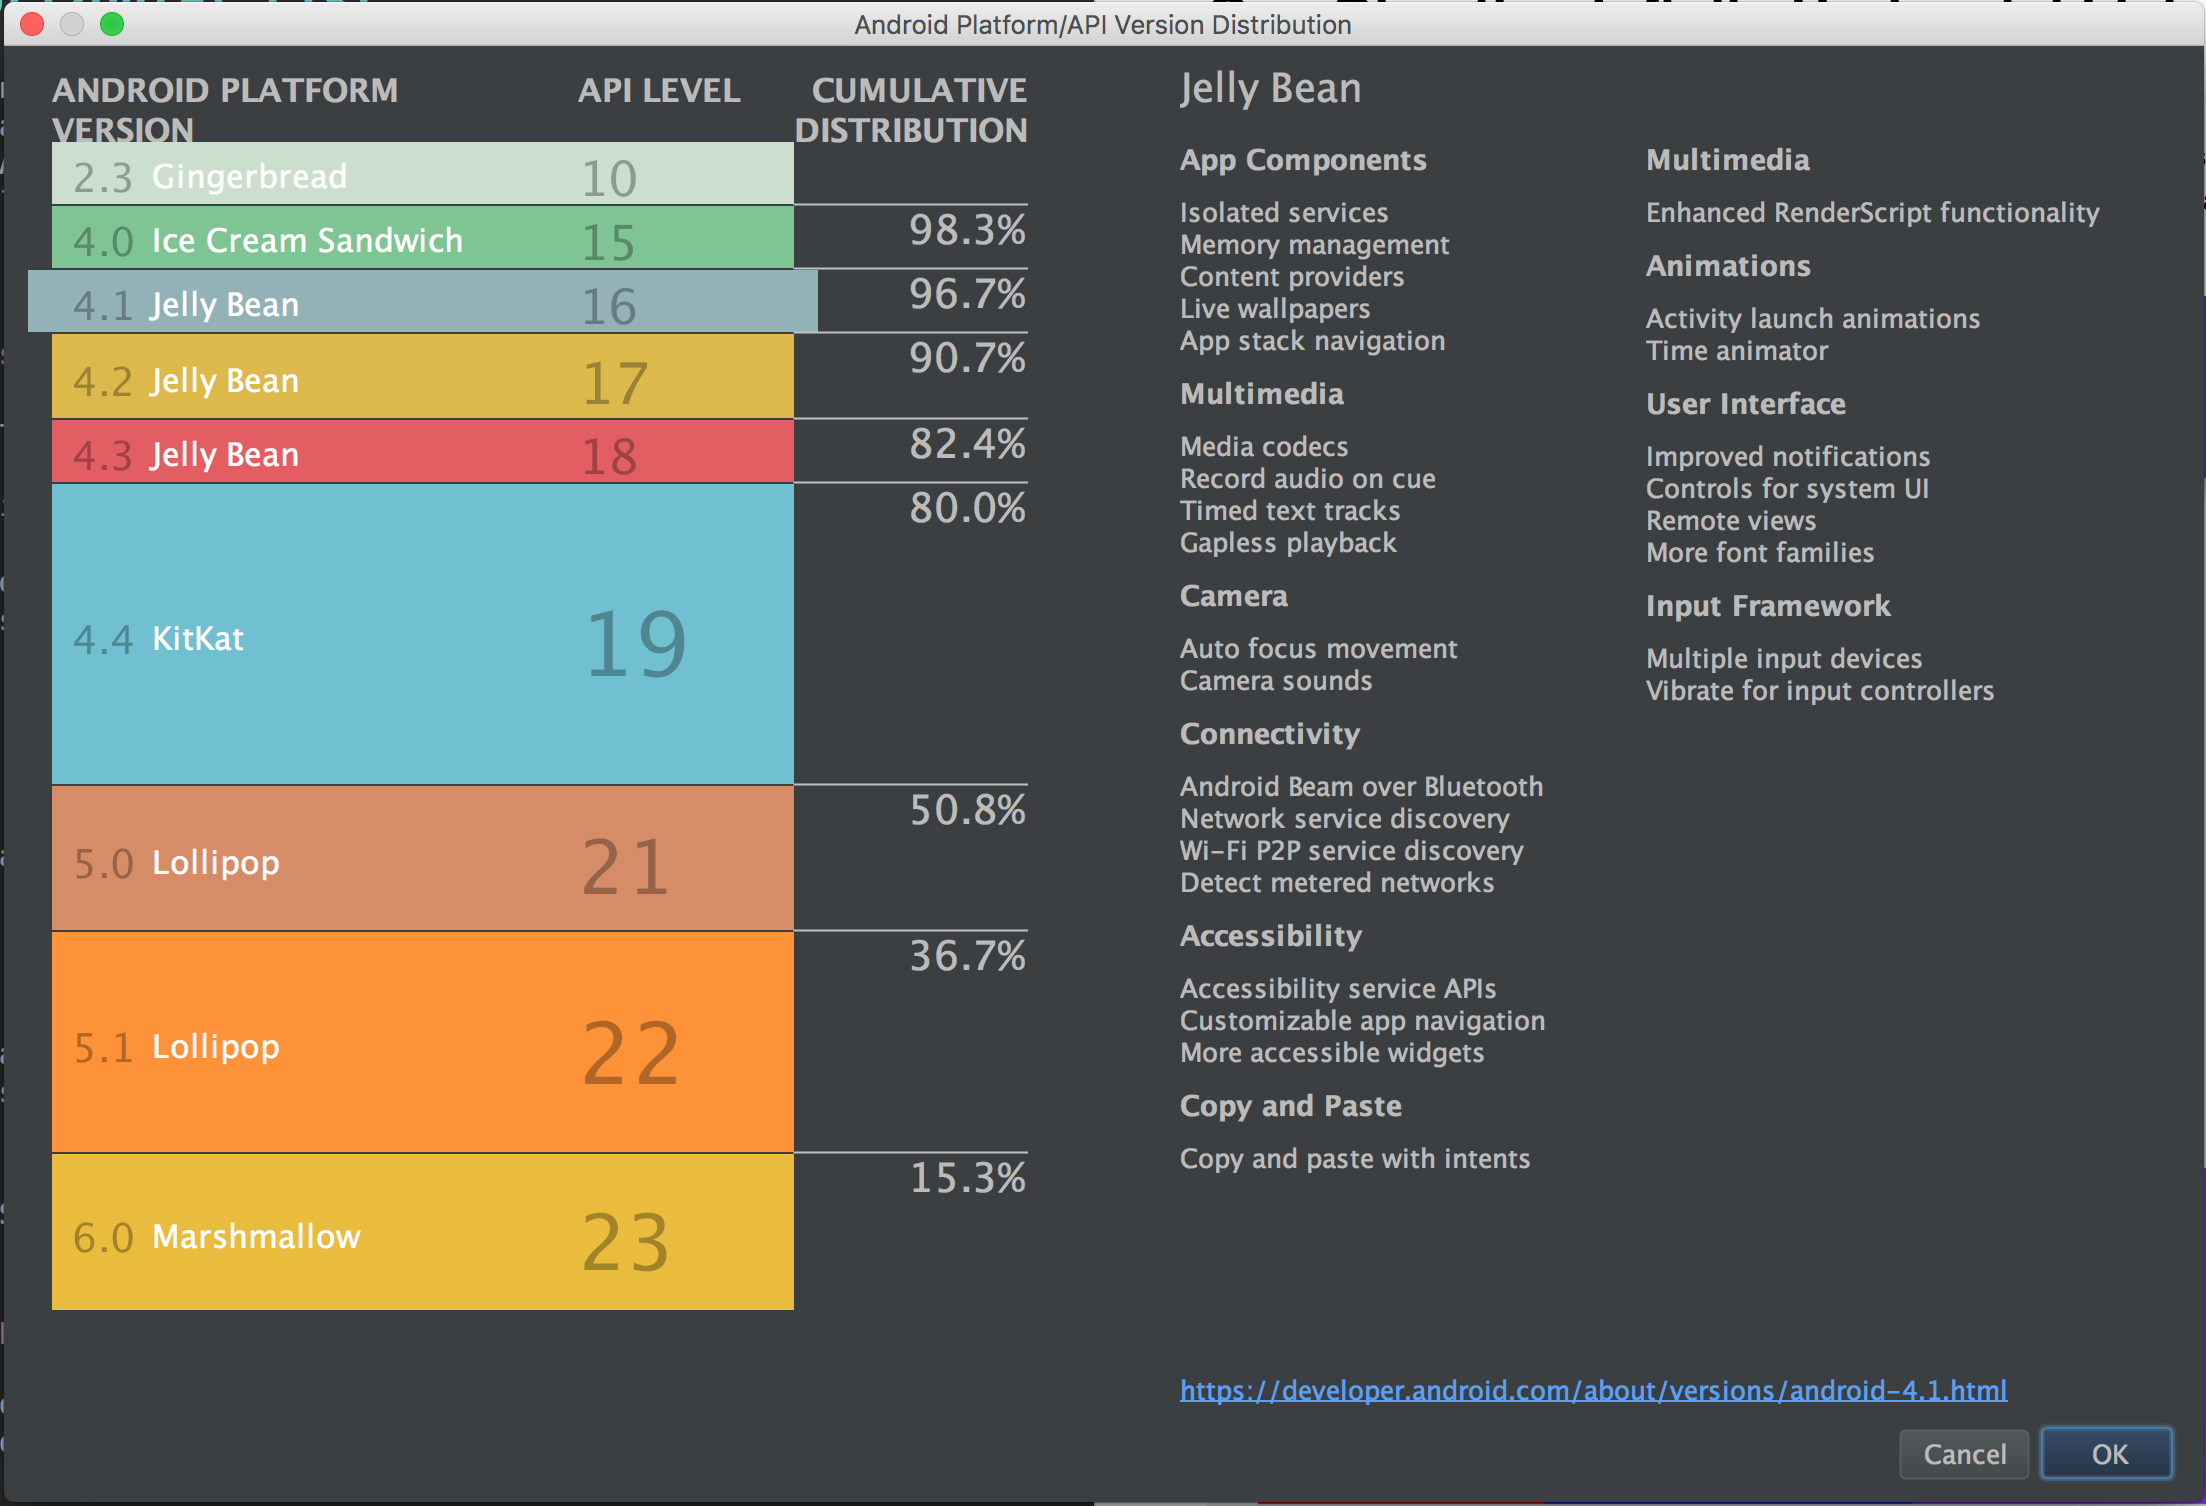 Android Platform/API Version Distribution
ANDROID PLATFORM VERSION
API LEVEL
CUMULATIVE DISTRIBUTION
2.3 Gingerbread 10
4.0 Ice Cream Sandwich 15 98.3%
4.1 Jelly Bean 16 96.7%
4.2 Jelly Bean 17 90.7%
4.3 Jelly Bean 18 82.4%
4.4 KitKat 19 80.0%
5.0 Lollipop 21 50.8%
5.1 Lollipop 22 36.7%
6.0 Marshmallow 23 15.3%
Jelly Bean
App Components
Isolated services
Memory management
Content providers
Live wallpapers
App stack navigation
Multimedia
Media codecs
Record audio on cue
Timed text tracks
Gapless playback
Camera
Auto focus movement
Camera sounds
Connectivity
Android Beam over Bluetooth
Network service discovery
Wi-Fi P2P service discovery
Detect metered networks
Accessibility
Accessibility service APIs
Customizable app navigation
More accessible widgets
Copy and Paste
Copy and paste with intents
Multimedia
Enhanced RenderScript functionality
Animations
Activity launch animations
Time animator
User Interface
Improved notifications
Controls for system UI
Remote views
More font families
Input Framework
Multiple input devices
Vibrate for input controllers
https://developer.android.com/about/versions/android-4.1.html
Cancel
OK